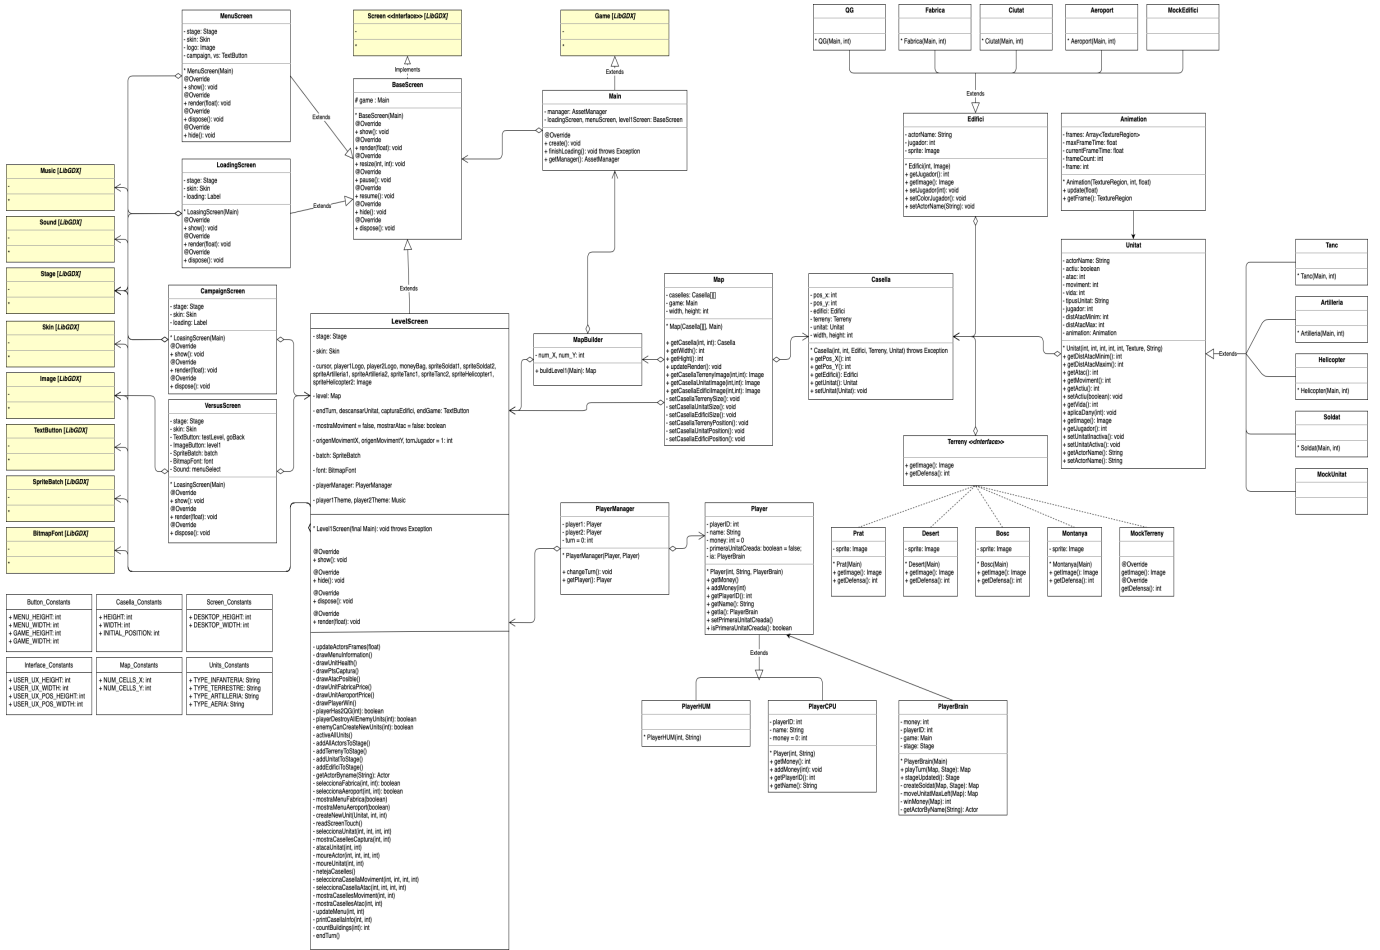 MenuScreen
- stage: Stage
- skin: Skin
- logo: Image
- campaign, vs: TextButton
* MenuScreen(Main)
@Override
+ show(): void
@Override
+ render(float): void
@Override
+ dispose(): void
@Override
+ hide(): void
Screen <<Interface>> [LibGDX]
-
*
Implements
Game [LibGDX]
-
*
Extends
BaseScreen
# game : Main
* BaseScreen(Main)
@Override
+ show(): void
@Override
+ render(float): void
@Override
+ resize(int, int): void
@Override
+ pause(): void
@Override
+ resume(): void
@Override
+ hide(): void
@Override
+ dispose(): void
Extends
Extends
Extends
Main
- manager: AssetManager
- loadingScreen, menuScreen, level1Screen: BaseScreen
@Override
+ create(): void
+ finishLoading(): void throws Exception
+ getManager(): AssetManager
QG
* QG(Main, int)
Fabrica
* Fabrica(Main, int)
Ciutat
* Ciutat(Main, int)
Aeroport
* Aeroport(Main, int)
MockEdifici
Extends
Edifici
- actorName: String
- jugador: int
- sprite: Image
* Edifici(int, Image)
+ getJugador(): int
+ getImage(): Image
+ setJugador(int): void
+ setColorJugador(): void
+ setActorName(String): void
Animation
- frames: Array<TextureRegion>
- maxFrameTime: float
- currentFrameTime: float
- frameCount: int
- frame: int
* Animation(TextureRegion, int, float)
+ update(float)
+ getFrame(): TextureRegion
LoadingScreen
- stage: Stage
- skin: Skin
- loading: Label
* LoasingScreen(Main)
@Override
+ show(): void
@Override
+ render(float): void
@Override
+ dispose(): void
Music [LibGDX]
-
*
Sound [LibGDX]
-
*
Stage [LibGDX]
-
*
Skin [LibGDX]
-
*
Image [LibGDX]
-
*
TextButton [LibGDX]
-
*
SpriteBatch [LibGDX]
-
*
BitmapFont [LibGDX]
-
*
CampaignScreen
- stage: Stage
- skin: Skin
- loading: Label
* LoasingScreen(Main)
@Override
+ show(): void
@Override
+ render(float): void
@Override
+ dispose(): void
VersusScreen
- stage: Stage
- skin: Skin
- TextButton: testLevel, goBack
- ImageButton: level1
- SpriteBatch: batch
- BitmapFont: font
- Sound: menuSelect
* LoasingScreen(Main)
@Override
+ show(): void
@Override
+ render(float): void
@Override
+ dispose(): void
LevelScreen
- stage: Stage
- skin: Skin
- cursor, player1Logo, player2Logo, moneyBag, spriteSoldat1, spriteSoldat2,
spriteArtilleria1, spriteArtilleria2, spriteTanc1, spriteTanc2, spriteHelicopter1,
spriteHelicopter2: Image
- level: Map
- endTurn, descansarUnitat, capturaEdifici, endGame: TextButton
- mostraMoviment = false, mostrarAtac = false: boolean
- origenMovimentX, origenMovimentY, tornJugador = 1: int
- batch: SpriteBatch
- font: BitmapFont
- playerManager: PlayerManager
- player1Theme, player2Theme: Music
* Level1Screen(final Main): void throws Exception
@Override
+ show(): void
@Override
+ hide(): void
@Override
+ dispose(): void
@Override
+ render(float): void
- updateActorsFrames(float)
- drawMenuInformation()
- drawUnitHealth()
- drawPtsCaptura()
- drawAtacPosible()
- drawUnitFabricaPrice()
- drawUnitAeroportPrice()
- drawPlayerWin()
- playerHas2QG(int): boolean
- playerDestroyAllEnemyUnits(int): boolean
- enemyCanCreateNewUnits(int): boolean
- activeAllUnits()
- addAllActorsToStage()
- addTerrenyToStage()
- addUnitatToStage()
- addEdificiToStage()
- getActorByname(String): Actor
- seleccionaFabrica(int, int): boolean
- seleccionaAeroport(int, int): boolean
- mostraMenuFabrica(boolean)
- mostraMenuAeroport(boolean)
- createNewUnit(Unitat, int, int)
- readScreenTouch()
- seleccionaUnitat(int, int, int, int)
- mostraCasellesCaptura(int, int)
- atacaUnitat(int, int)
- moureActor(int, int, int, int)
- moureUnitat(int, int)
- netejaCaselles()
- seleccionaCasellaMoviment(int, int, int, int)
- seleccionaCasellaAtac(int, int, int, int)
- mostraCasellesMoviment(int, int)
- mostraCasellesAtac(int, int)
- updateMenu(int, int)
- printCasellaInfo(int, int)
- countBuildings(int): int
- endTurn()
MapBuilder
- num_X, num_Y: int
+ buildLevel1(Main): Map
Map
- caselles: Casella[][]
- game: Main
- width, height: int
* Map(Casella[][], Main)
+ getCasella(int, int): Casella
+ getWidth(): int
+ getHight(): int
+ updateRender(): void
+ getCasellaTerrenyImage(int,int): Image
+ getCasellaUnitatImage(int,int): Image
+ getCasellaEdificiImage(int,int): Image
- setCasellaTerrenySize(): void
- setCasellaUnitatSize(): void
- setCasellaEdificiSize(): void
- setCasellaTerrenyPosition(): void
- setCasellaUnitatPosition(): void
- setCasellaEdificiPosition(): void
Casella
- pos_x: int
- pos_y: int
- edifici: Edifici
- terreny: Terreny
- unitat: Unitat
- width, height: int
* Casella(int, int, Edifici, Terreny, Unitat) throws Exception
+ getPos_X(): int
+ getPos_Y(): int
+ getEdifici(): Edifici
+ getUnitat(): Unitat
+ setUnitat(Unitat): void
Unitat
- actorName: String
- actiu: boolean
- atac: int
- moviment: int
- vida: int
- tipusUnitat: String
- jugador: int
- distAtacMinim: int
- distAtacMax: int
- animation: Animation
* Unitat(int, int, int, int, int, Texture, String)
+ getDistAtacMinim(): int
+ getDistAtacMaxim(): int
+ getAtac(): int
+ getMoviment(): int
+ getActiu(): int
+ setActiu(boolean): void
+ getVida(): int
+ aplicaDany(int): void
+ getImage(): Image
+ getJugador(): int
+ setUnitatInactiva(): void
+ setUnitatActiva(): void
+ getActorName(): String
+ setActorName(): String
Extends
Tanc
* Tanc(Main, int)
Artilleria
* Artilleria(Main, int)
Helicopter
* Helicopter(Main, int)
Soldat
* Soldat(Main, int)
MockUnitat
Terreny <<Interface>>
+ getImage(): Image
+ getDefensa(): int
Prat
- sprite: Image
* Prat(Main)
+ getImage(): Image
+ getDefensa(): int
Desert
- sprite: Image
* Desert(Main)
+ getImage(): Image
+ getDefensa(): int
Bosc
- sprite: Image
* Bosc(Main)
+ getImage(): Image
+ getDefensa(): int
Montanya
- sprite: Image
* Montanya(Main)
+ getImage(): Image
+ getDefensa(): int
MockTerreny
@Override
getImage(): Image
@Override
getDefensa(): int
PlayerManager
- player1: Player
- player2: Player
- turn = 0: int
* PlayerManager(Player, Player)
+ changeTurn(): void
+ getPlayer(): Player
Player
- playerID: int
- name: String
- money: int = 0
- primeraUnitatCreada: boolean = false;
- ia: PlayerBrain
* Player(int, String, PlayerBrain)
+ getMoney()
+ addMoney(int)
+ getPlayerID(): int
+ getName(): String
+ getIa(): PlayerBrain
+ setPrimeraUnitatCreada()
+ isPrimeraUnitatCreada(): boolean
Extends
PlayerHUM
* PlayerHUM(int, String)
PlayerCPU
- playerID: int
- name: String
- money = 0: int
* Player(int, String)
+ getMoney(): int
+ addMoney(int): void
+ getPlayerID(): int
+ getName(): String
PlayerBrain
- money: int
- playerID: int
- game: Main
- stage: Stage
* PlayerBrain(Main)
+ playTurn(Map, Stage): Map
+ stageUpdated(): Stage
- createSoldat(Map, Stage): Map
- moveUnitatMaxLeft(Map): Map
- winMoney(Map): int
- getActorByName(String): Actor
Button_Constants
+ MENU_HEIGHT: int
+ MENU_WIDTH: int
+ GAME_HEIGHT: int
+ GAME_WIDTH: int
Casella_Constants
+ HEIGHT: int
+ WIDTH: int
+ INITIAL_POSITION: int
Screen_Constants
+ DESKTOP_HEIGHT: int
+ DESKTOP_WIDTH: int
Interface_Constants
+ USER_UX_HEIGHT: int
+ USER_UX_WIDTH: int
+ USER_UX_POS_HEIGHT: int
+ USER_UX_POS_WIDTH: int
Map_Constants
+ NUM_CELLS_X: int
+ NUM_CELLS_Y: int
Units_Constants
+ TYPE_INFANTERIA: String
+ TYPE_TERRESTRE: String
+ TYPE_ARTILLERIA: String
+ TYPE_AERIA: String